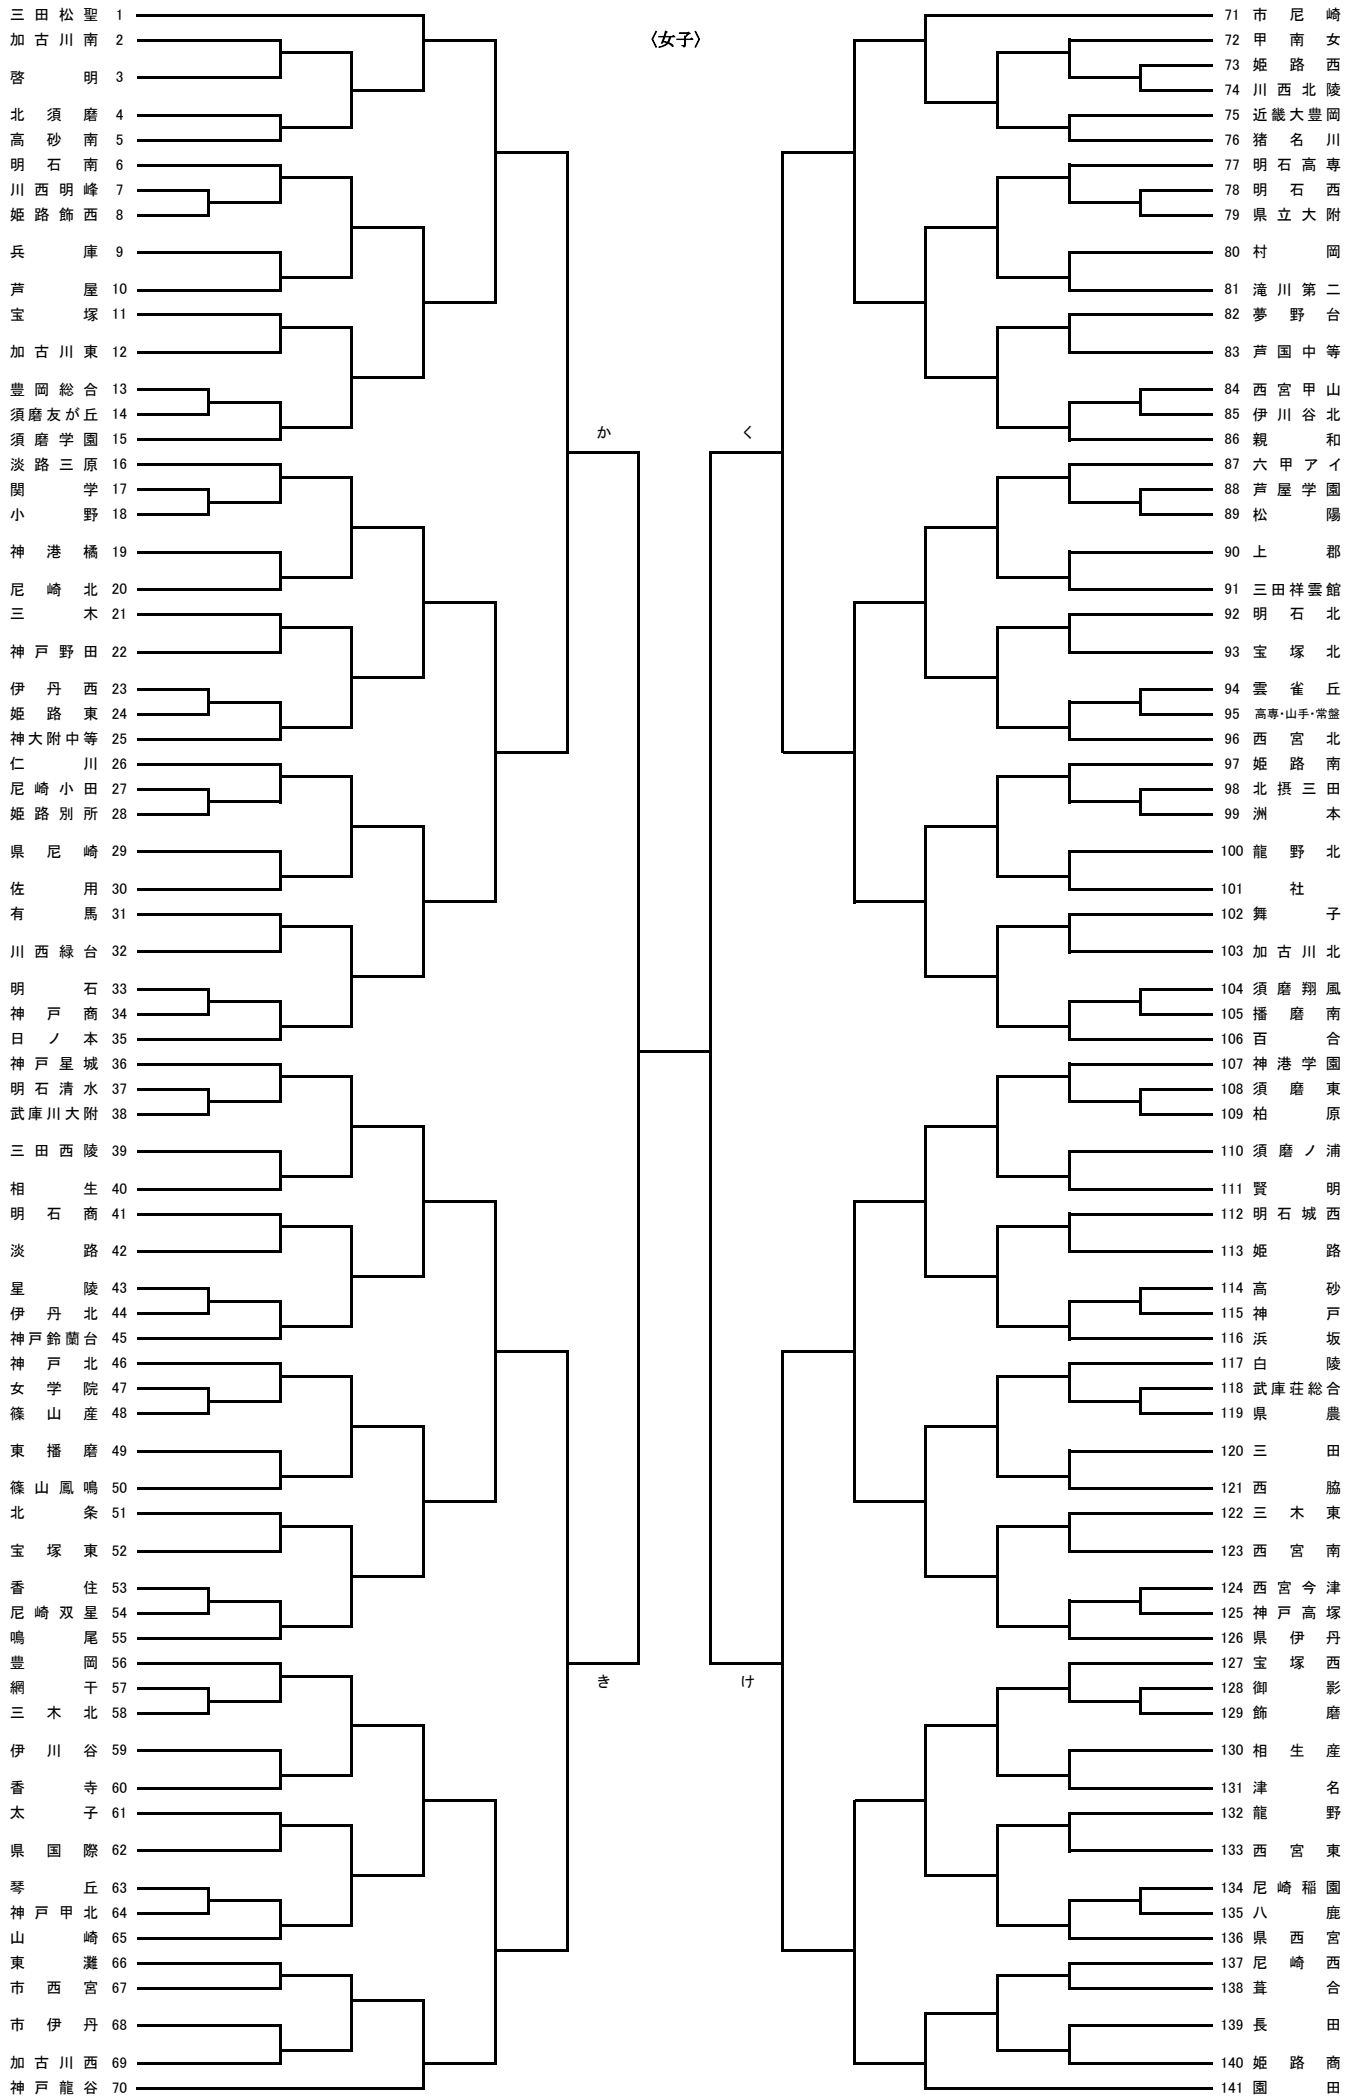 〈女子〉
三田松聖 1
加古川南 2
啓明 3
北須磨 4
高砂南 5
明石南 6
川西明峰 7
姫路飾西 8
兵庫 9
芦屋 10
宝塚 11
加古川東 12
豊岡総合 13
須磨友が丘 14
須磨学園 15
淡路三原 16
関学 17
小野 18
神港橘 19
尼崎北 20
三木 21
神戸野田 22
伊丹西 23
姫路東 24
神大附中等 25
仁川 26
尼崎小田 27
姫路別所 28
県尼崎 29
佐用 30
有馬 31
川西緑台 32
明石 33
神戸商 34
日ノ本 35
神戸星城 36
明石清水 37
武庫川大附 38
三田西陵 39
相生 40
明石商 41
淡路 42
星陵 43
伊丹北 44
神戸鈴蘭台 45
神戸北 46
女学院 47
篠山産 48
東播磨 49
篠山鳳鳴 50
北条 51
宝塚東 52
香住 53
尼崎双星 54
鳴尾 55
豊岡 56
網干 57
三木北 58
伊川谷 59
香寺 60
太子 61
県国際 62
琴丘 63
神戸甲北 64
山崎 65
東灘 66
市西宮 67
市伊丹 68
加古川西 69
神戸龍谷 70
か
き
く
け
71 市尼崎
72 甲南女
73 姫路西
74 川西北陵
75 近畿大豊岡
76 猪名川
77 明石高専
78 明石西
79 県立大附
80 村岡
81 滝川第二
82 夢野台
83 芦国中等
84 西宮甲山
85 伊川谷北
86 親和
87 六甲アイ
88 芦屋学園
89 松陽
90 上郡
91 三田祥雲館
92 明石北
93 宝塚北
94 雲雀丘
95 高専・山手・常盤
96 西宮北
97 姫路南
98 北摂三田
99 洲本
100 龍野北
101 社
102 舞子
103 加古川北
104 須磨翔風
105 播磨南
106 百合
107 神港学園
108 須磨東
109 柏原
110 須磨ノ浦
111 賢明
112 明石城西
113 姫路
114 高砂
115 神戸
116 浜坂
117 白陵
118 武庫荘総合
119 県農
120 三田
121 西脇
122 三木東
123 西宮南
124 西宮今津
125 神戸高塚
126 県伊丹
127 宝塚西
128 御影
129 飾磨
130 相生産
131 津名
132 龍野
133 西宮東
134 尼崎稲園
135 八鹿
136 県西宮
137 尼崎西
138 葺合
139 長田
140 姫路商
141 園田